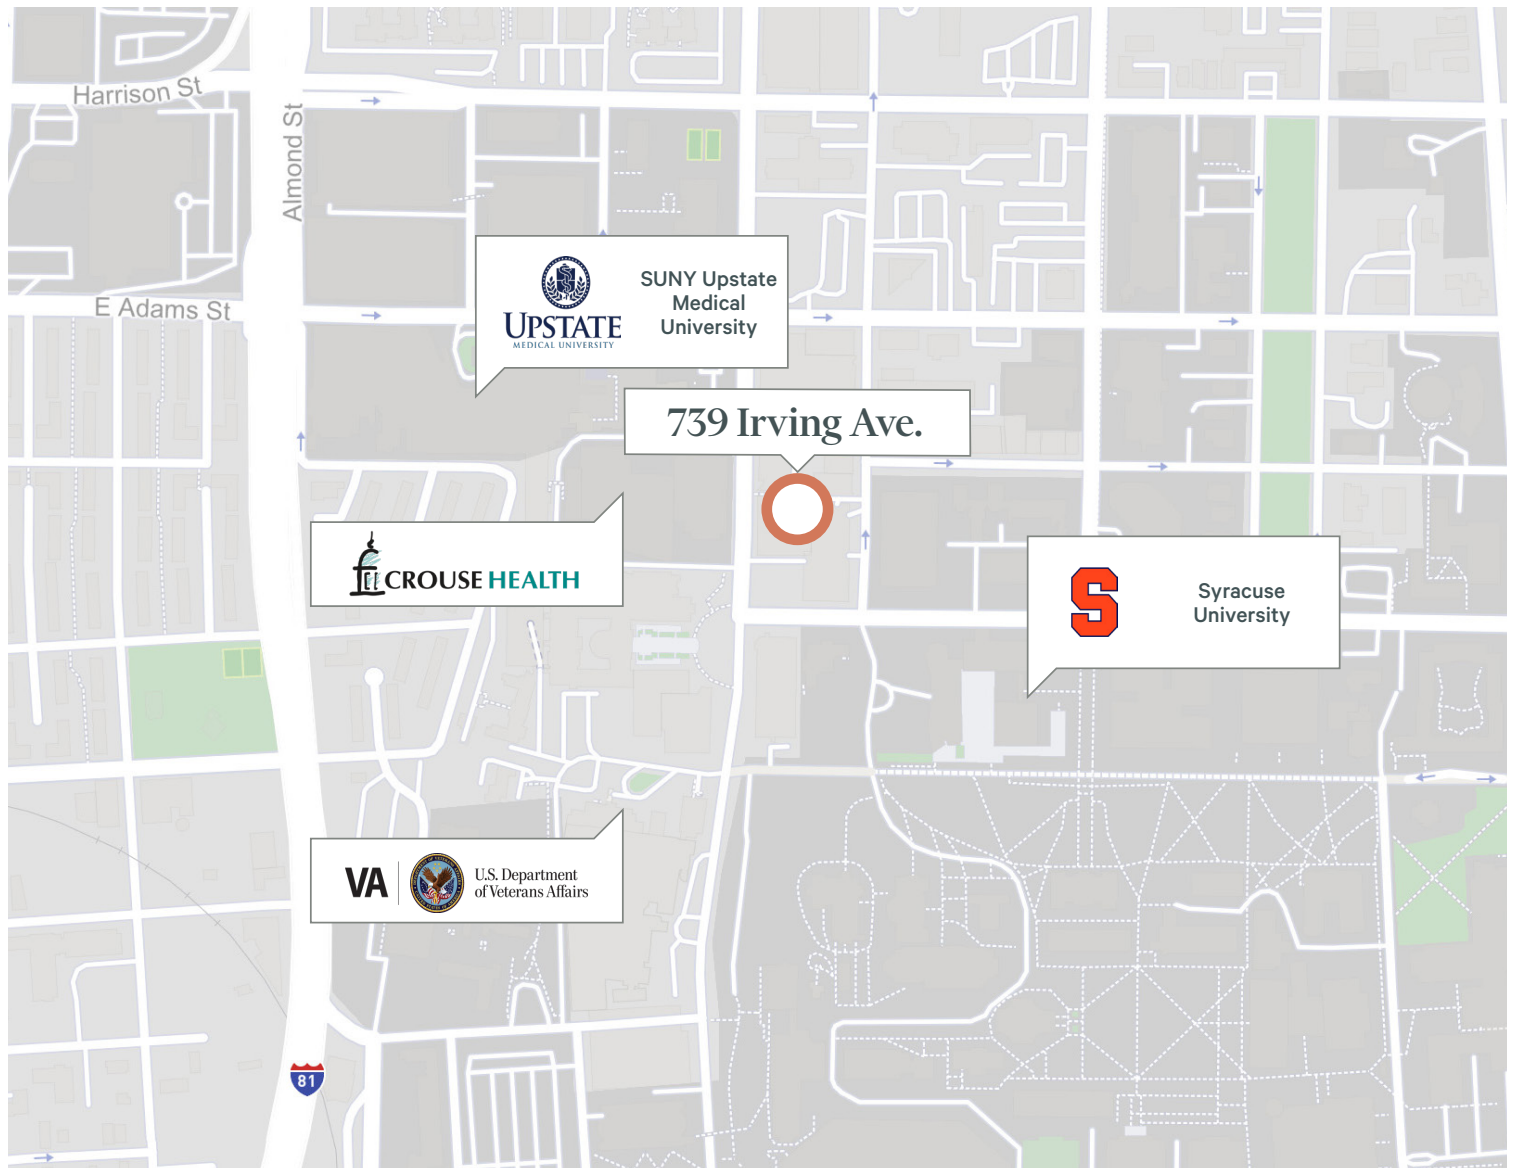 Harrison St
Almond St
E Adams St
UPSTATE
MEDICAL UNIVERSITY
SUNY Upstate
Medical
University
739 Irving Ave.
CROUSE HEALTH
S
Syracuse
University
VA
U.S. Department
of Veterans Affairs
81